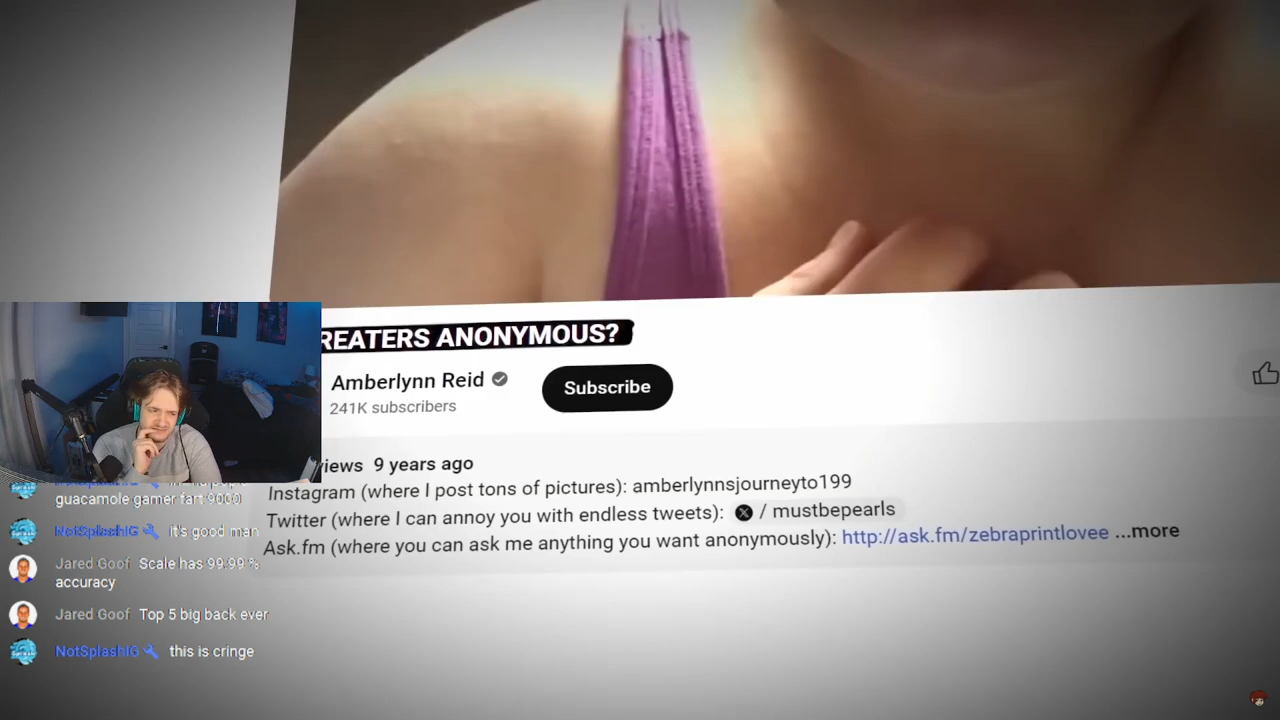 REATERS ANONYMOUS?
Amberlynn Reid
Subscribe
241K subscribers
views 9 years ago
Instagram (where I post tons of pictures): amberlynnsjourneyto199
Twitter (where I can annoy you with endless tweets): / mustbepearls
Ask.fm (where you can ask me anything you want anonymously): http://ask.fm/zebraprintlovee ...more
guacamole gamer fart 9000
NotSplashIG it's good man
Jared Goof Scale has 99.99 %
accuracy
Jared Goof Top 5 big back ever
NotSplashIG this is cringe